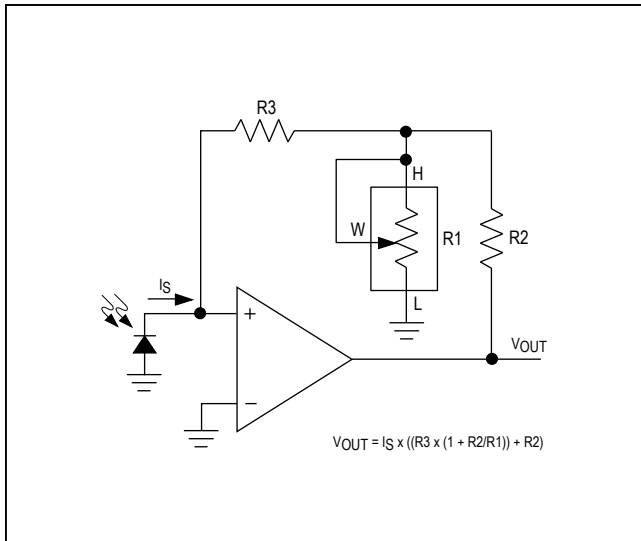 R3
H
W
R1
R2
L
IS
+
−
VOUT
VOUT = IS x ((R3 x (1 + R2/R1)) + R2)